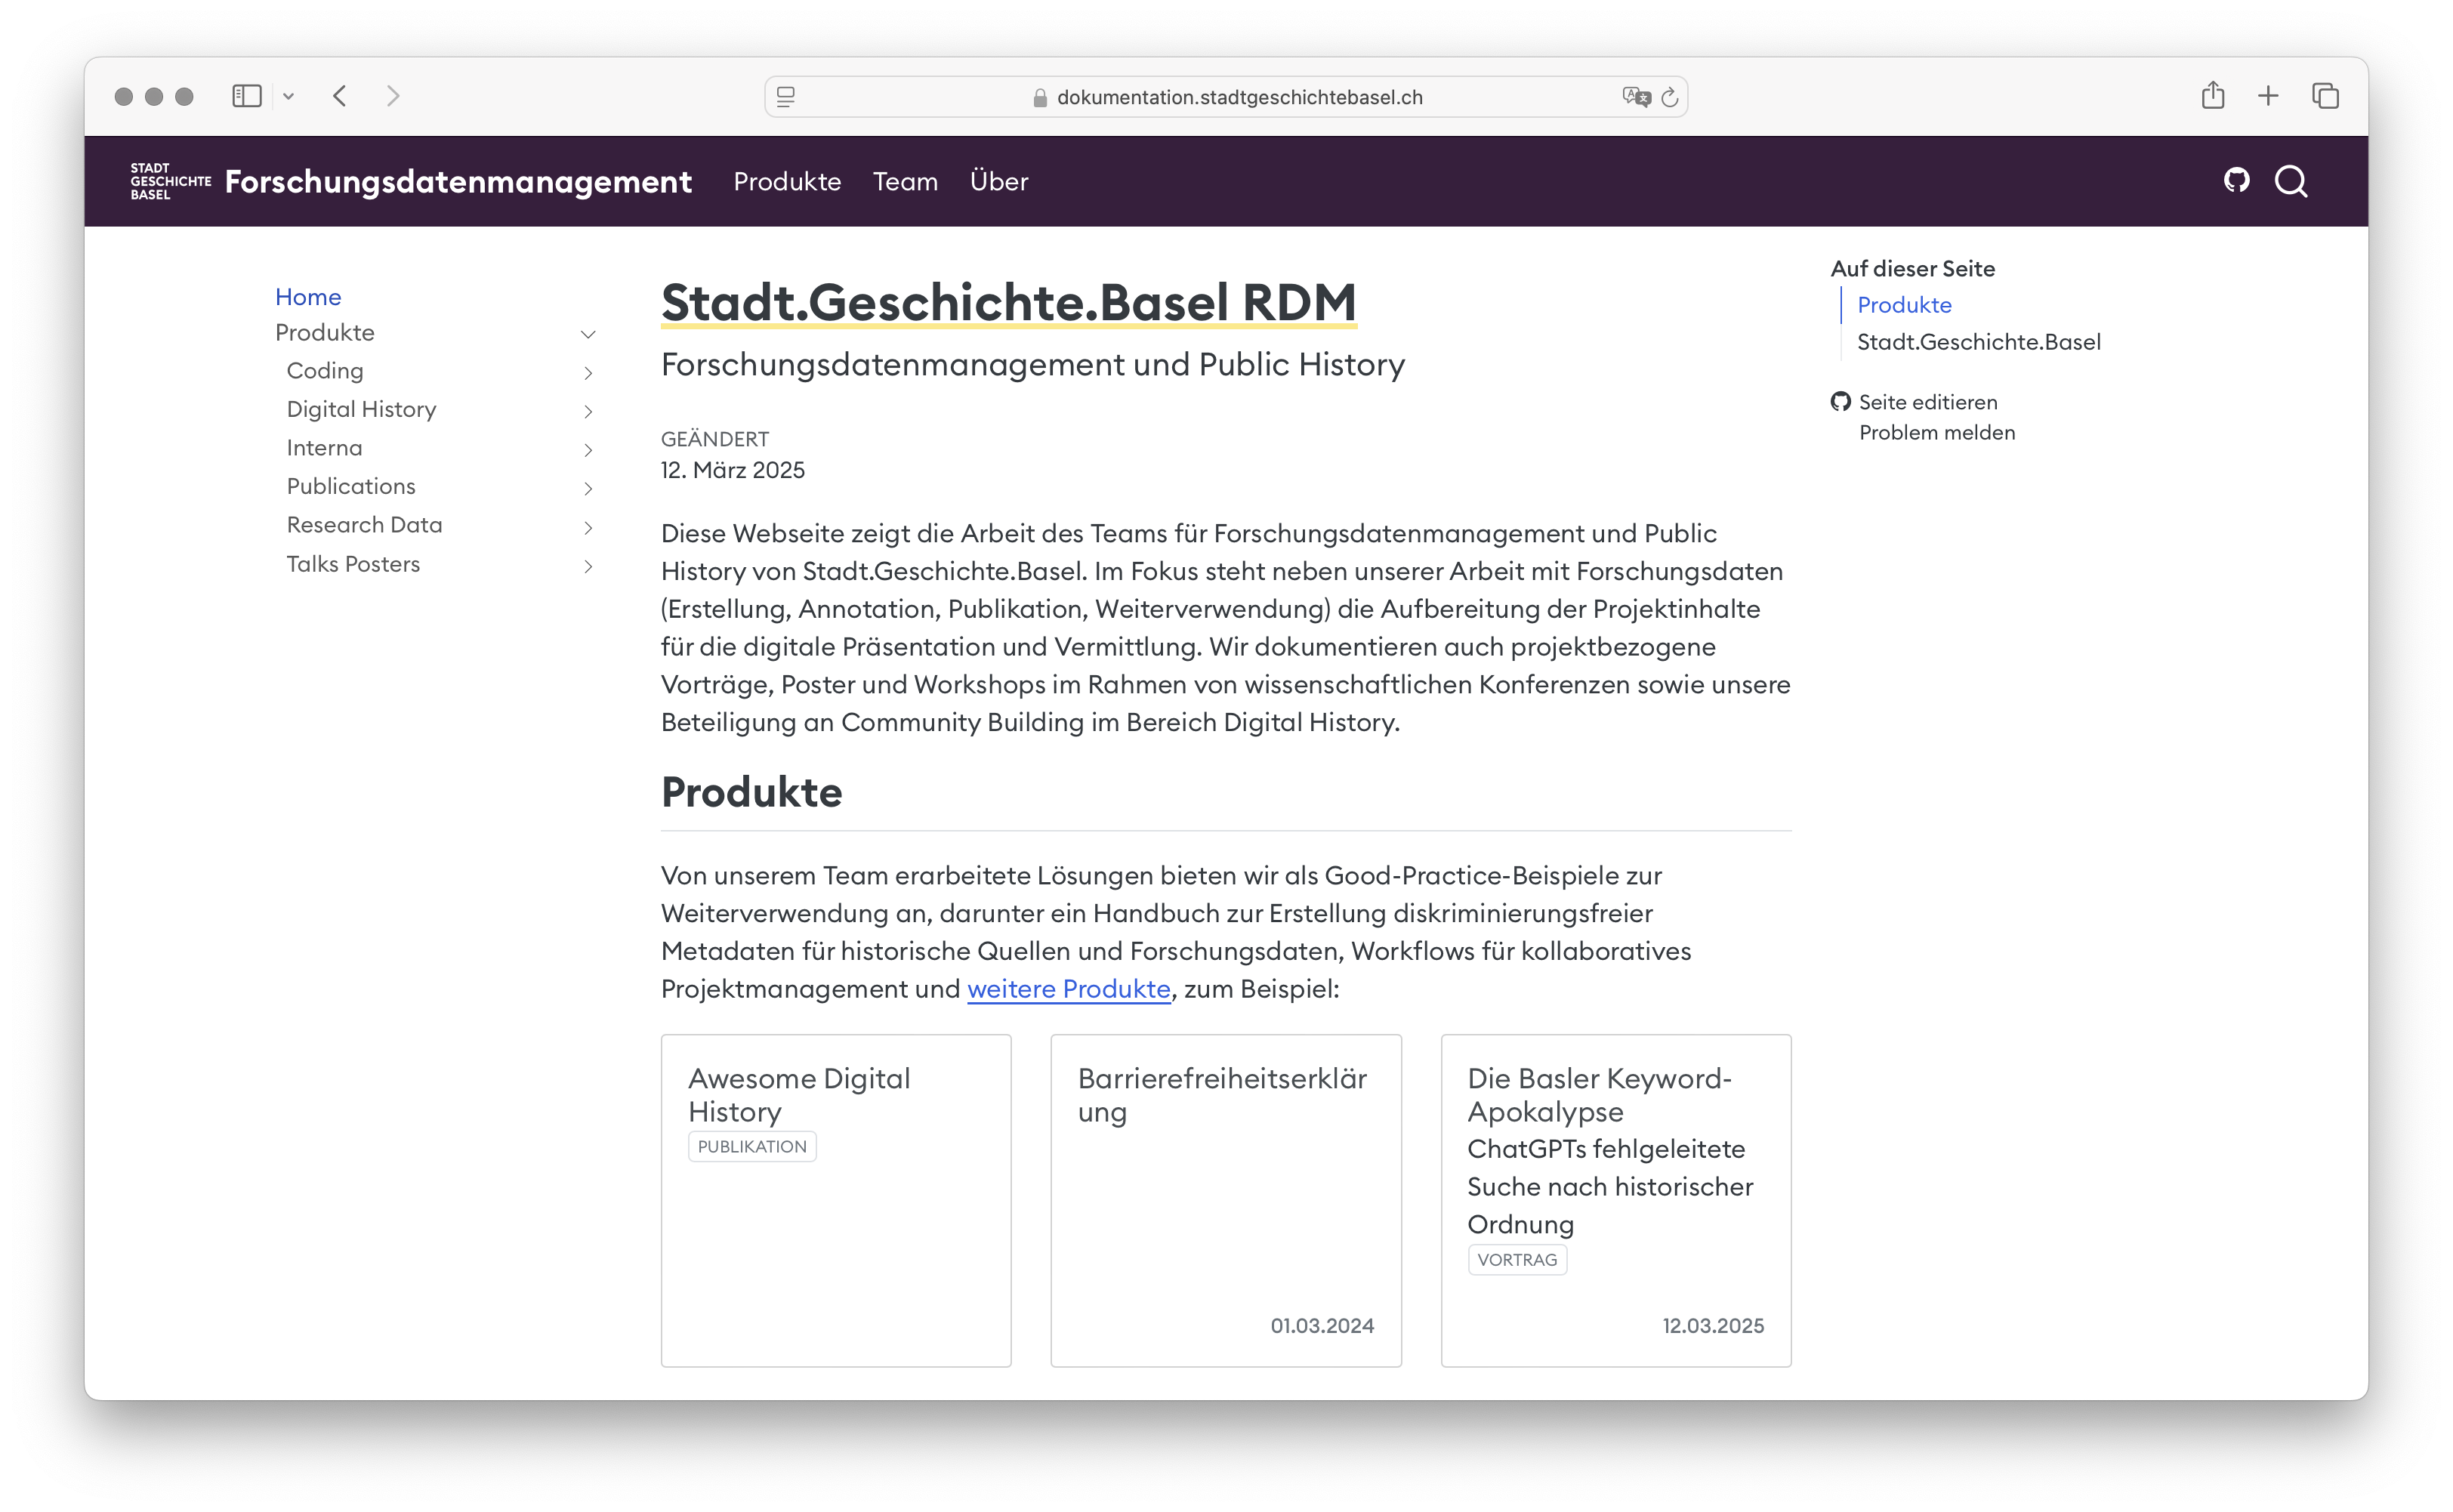 dokumentation.stadtgeschichtebasel.ch
STADT
GESCHICHTE
BASEL
Forschungsdatenmanagement
Produkte
Team
Über
Home
Produkte
Coding
Digital History
Interna
Publications
Research Data
Talks Posters
Stadt.Geschichte.Basel RDM
Forschungsdatenmanagement und Public History
GEÄNDERT
12. März 2025
Diese Webseite zeigt die Arbeit des Teams für Forschungsdatenmanagement und Public
History von Stadt.Geschichte.Basel. Im Fokus steht neben unserer Arbeit mit Forschungsdaten
(Erstellung, Annotation, Publikation, Weiterverwendung) die Aufbereitung der Projektinhalte
für die digitale Präsentation und Vermittlung. Wir dokumentieren auch projektbezogene
Vorträge, Poster und Workshops im Rahmen von wissenschaftlichen Konferenzen sowie unsere
Beteiligung an Community Building im Bereich Digital History.
Produkte
Von unserem Team erarbeitete Lösungen bieten wir als Good-Practice-Beispiele zur
Weiterverwendung an, darunter ein Handbuch zur Erstellung diskriminierungsfreier
Metadaten für historische Quellen und Forschungsdaten, Workflows für kollaboratives
Projektmanagement und weitere Produkte, zum Beispiel:
Awesome Digital
History
PUBLIKATION
Barrierefreiheitserklär
ung
01.03.2024
Die Basler Keyword-
Apokalypse
ChatGPTs fehlgeleitete
Suche nach historischer
Ordnung
VORTRAG
12.03.2025
Auf dieser Seite
Produkte
Stadt.Geschichte.Basel
Seite editieren
Problem melden